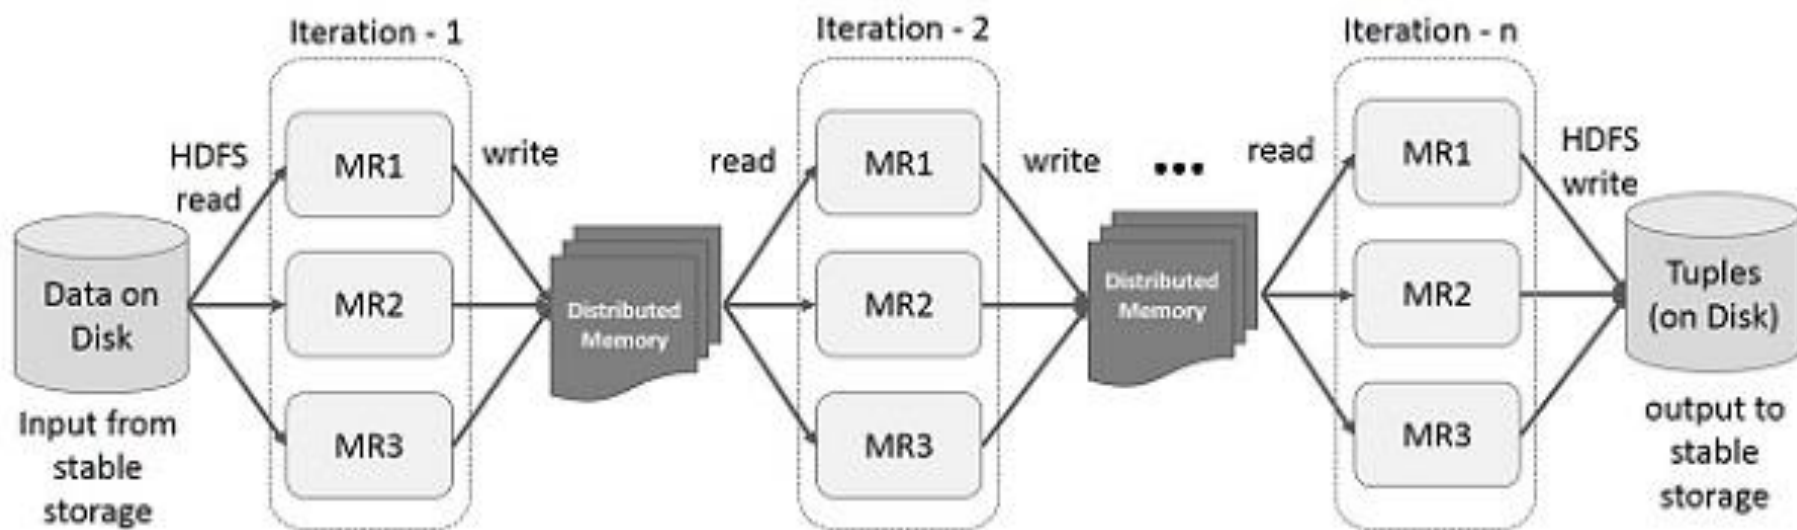 Iteration - 1
Iteration - 2
Iteration - n
HDFS
read
MR1
MR2
MR3
write
read
MR1
MR2
MR3
write
...
read
MR1
MR2
MR3
HDFS
write
Data on
Disk
Input from
stable
storage
Distributed
Memory
Distributed
Memory
Tuples
(on Disk)
output to
stable
storage